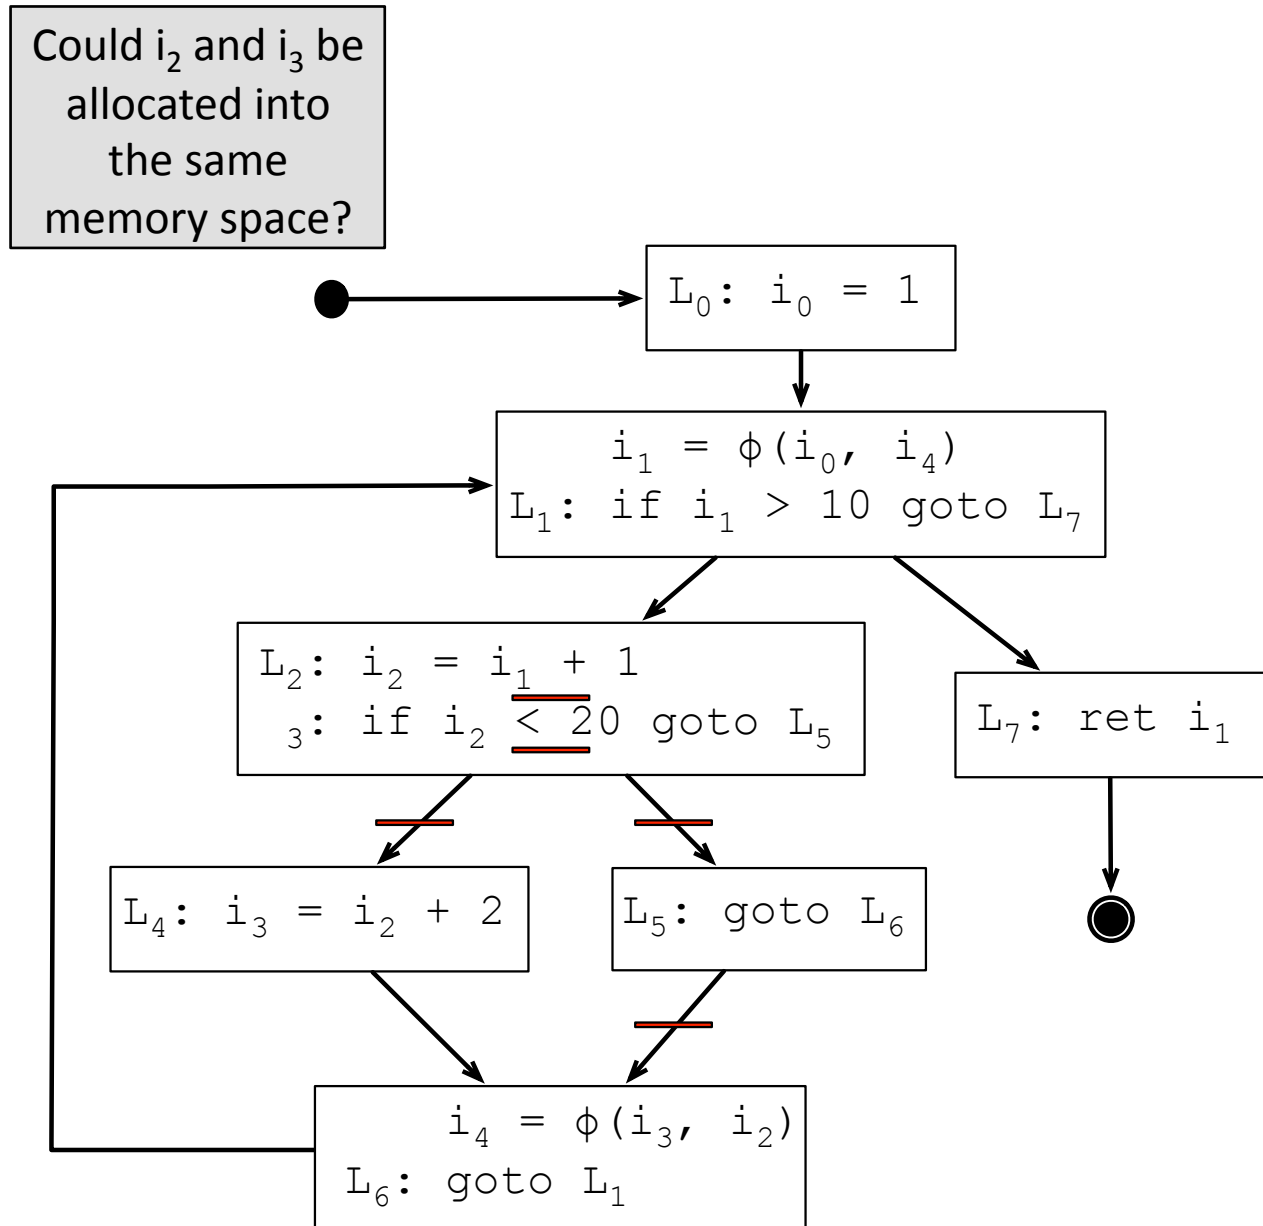 Could i₂ and i₃ be
allocated into
the same
memory space?
L₀: i₀ = 1
i₁ = ϕ(i₀, i₄)
L₁: if i₁ > 10 goto L₇
L₂: i₂ = i₁ + 1
₃: if i₂ < 20 goto L₅
L₇: ret i₁
L₄: i₃ = i₂ + 2
L₅: goto L₆
i₄ = ϕ(i₃, i₂)
L₆: goto L₁